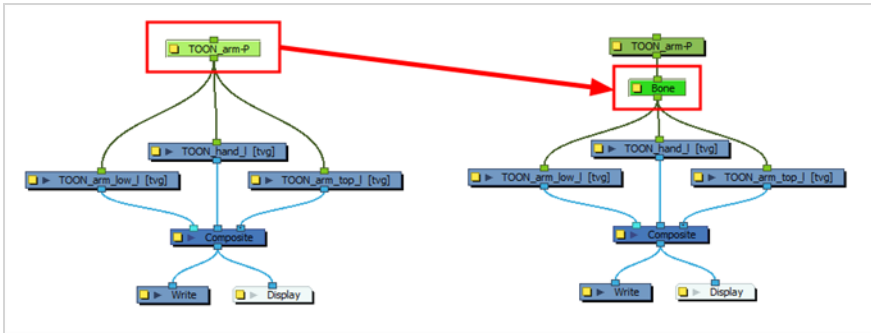 TOON_arm-P
TOON_hand_l [tvg]
TOON_arm_low_l [tvg]
TOON_arm_top_l [tvg]
Composite
Write
Display
TOON_arm-P
Bone
TOON_hand_l [tvg]
TOON_arm_low_l [tvg]
TOON_arm_top_l [tvg]
Composite
Write
Display